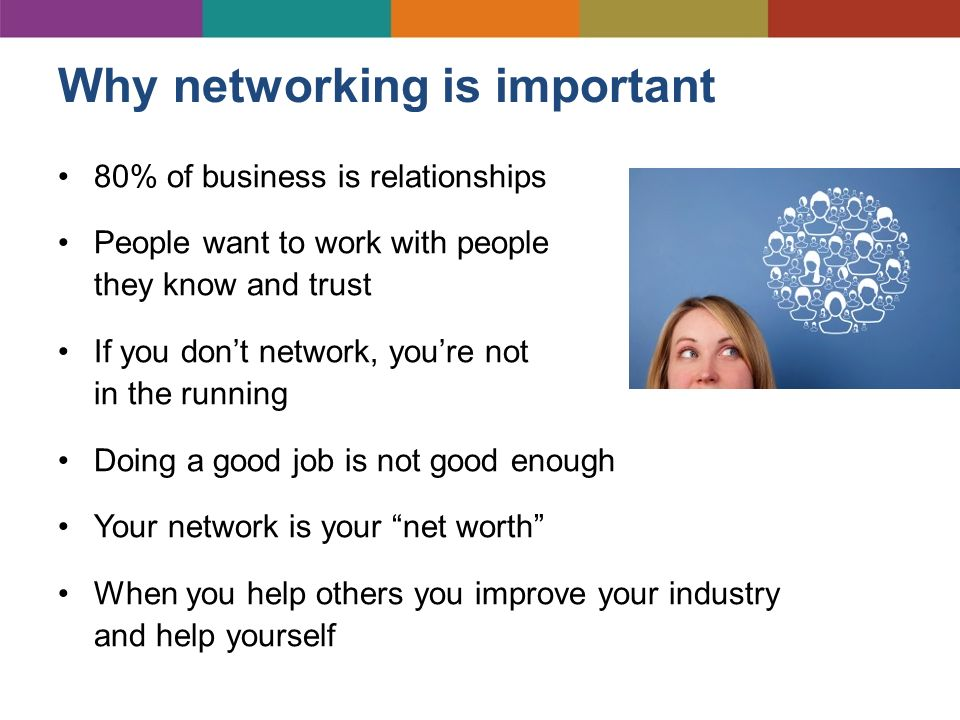 Why networking is important
• 80% of business is relationships
• People want to work with people
they know and trust
• If you don’t network, you’re not
in the running
• Doing a good job is not good enough
• Your network is your “net worth”
• When you help others you improve your industry
and help yourself